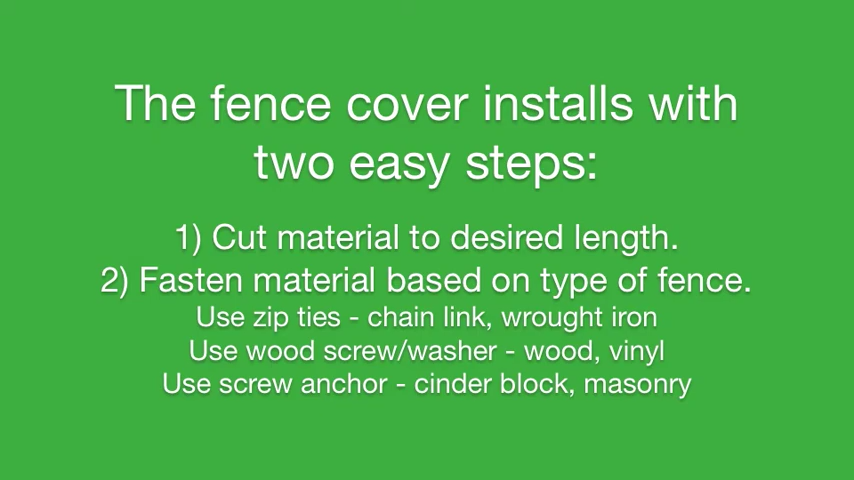 The fence cover installs with
two easy steps:
1) Cut material to desired length.
2) Fasten material based on type of fence.
Use zip ties - chain link, wrought iron
Use wood screw/washer - wood, vinyl
Use screw anchor - cinder block, masonry